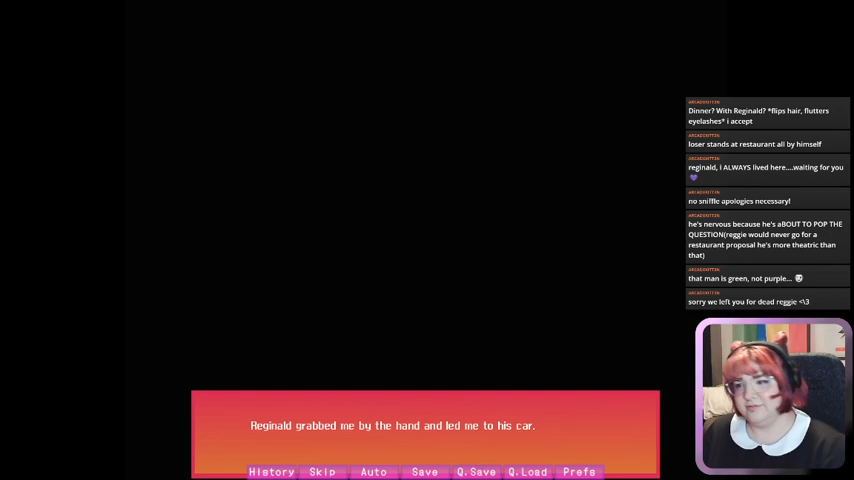 ARCADEKITTEN
Dinner? With Reginald? *flips hair, flutters
eyelashes* i accept
ARCADEKITTEN
loser stands at restaurant all by himself
ARCADEKITTEN
reginald, i ALWAYS lived here....waiting for you
💜
ARCADEKITTEN
no sniffle apologies necessary!
ARCADEKITTEN
he's nervous because he's aBOUT TO POP THE
QUESTION(reggie would never go for a
restaurant proposal he's more theatric than
that)
ARCADEKITTEN
that man is green, not purple...
ARCADEKITTEN
sorry we left you for dead reggie <\3
Reginald grabbed me by the hand and led me to his car.
History Skip Auto Save Q.Save Q.Load Prefs